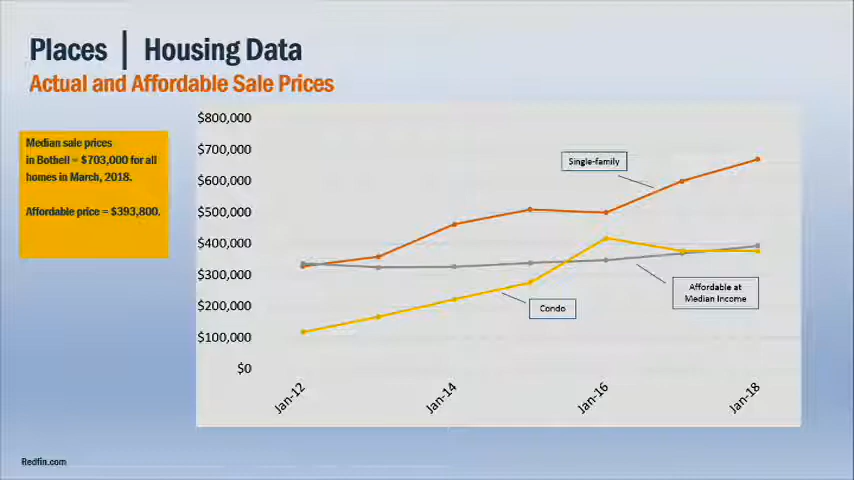 Places | Housing Data
Actual and Affordable Sale Prices
Median sale prices
in Bothell = $703,000 for all
homes in March, 2018.
Affordable price = $393,800.
$800,000
$700,000
$600,000
$500,000
$400,000
$300,000
$200,000
$100,000
$0
Single-family
Affordable at
Median Income
Condo
Jan-12
Jan-14
Jan-16
Jan-18
Redfin.com